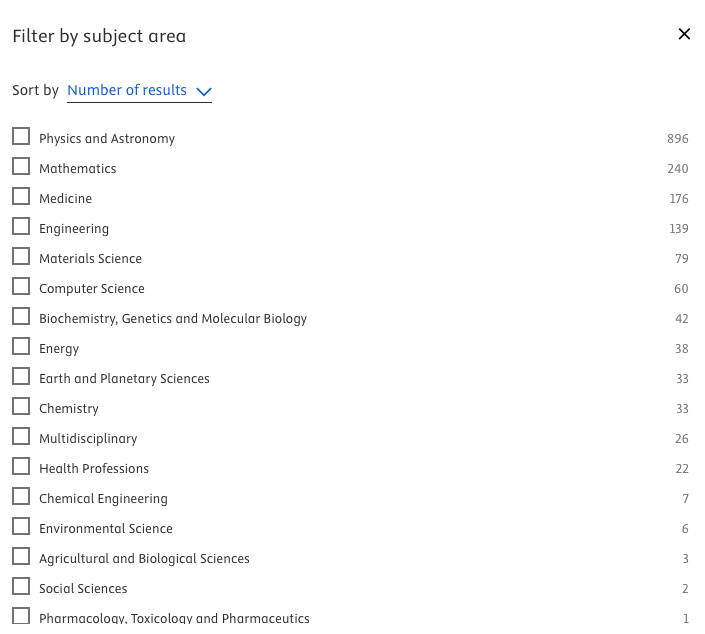 Filter by subject area
Sort by Number of results
Physics and Astronomy 896
Mathematics 240
Medicine 176
Engineering 139
Materials Science 79
Computer Science 60
Biochemistry, Genetics and Molecular Biology 42
Energy 38
Earth and Planetary Sciences 33
Chemistry 33
Multidisciplinary 26
Health Professions 22
Chemical Engineering 7
Environmental Science 6
Agricultural and Biological Sciences 3
Social Sciences 2
Pharmacology, Toxicology and Pharmaceutics 1